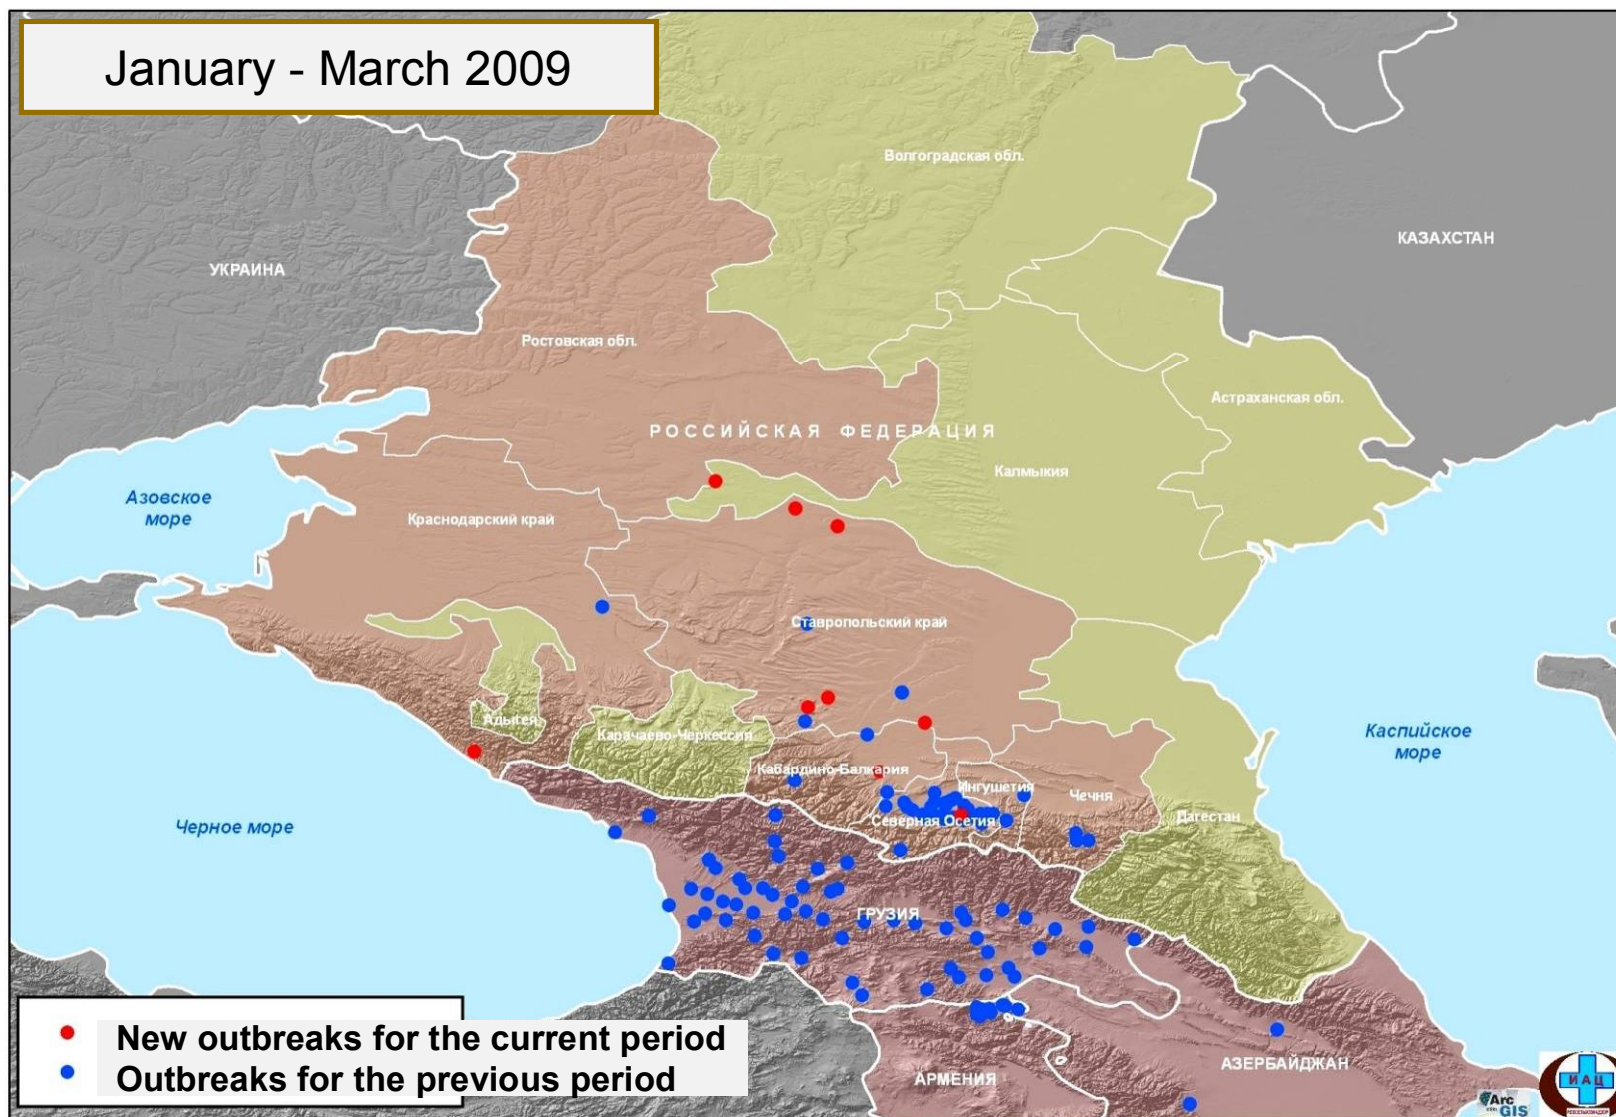 January - March 2009
Волгоградская обл.
КАЗАХСТАН
УКРАИНА
Ростовская обл.
Астраханская обл.
РОССИЙСКАЯ ФЕДЕРАЦИЯ
Калмыкия
Азовское
море
Краснодарский край
Ставропольский край
Адыгея
Карачаево-Черкессия
Каспийское
море
Кабардино-Балкария
Ингушетия
Чечня
Черное море
Северная Осетия
Дагестан
ГРУЗИЯ
New outbreaks for the current period
Outbreaks for the previous period
АЗЕРБАЙДЖАН
АРМЕНИЯ
ИАЦ
Arc
GIS